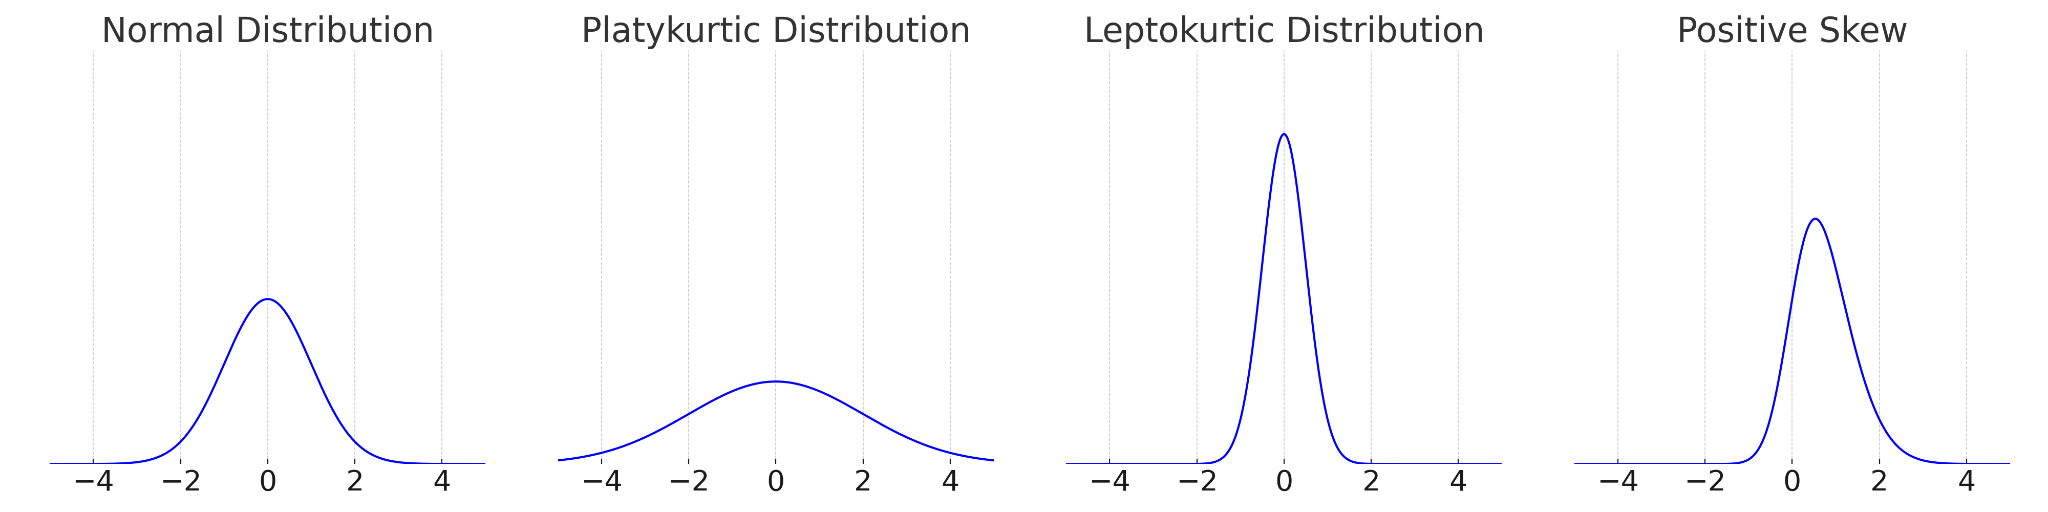 Normal Distribution
−4 −2 0 2 4
Platykurtic Distribution
−4 −2 0 2 4
Leptokurtic Distribution
−4 −2 0 2 4
Positive Skew
−4 −2 0 2 4